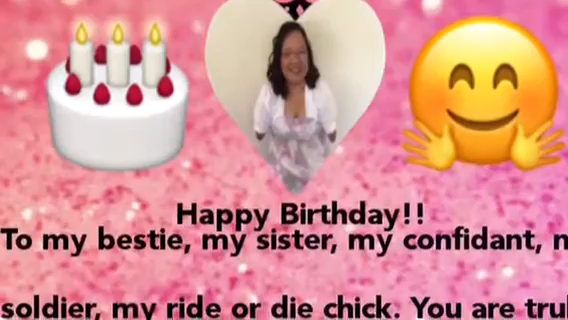 Happy Birthday!!
To my bestie, my sister, my confidant,
soldier, my ride or die chick. You are